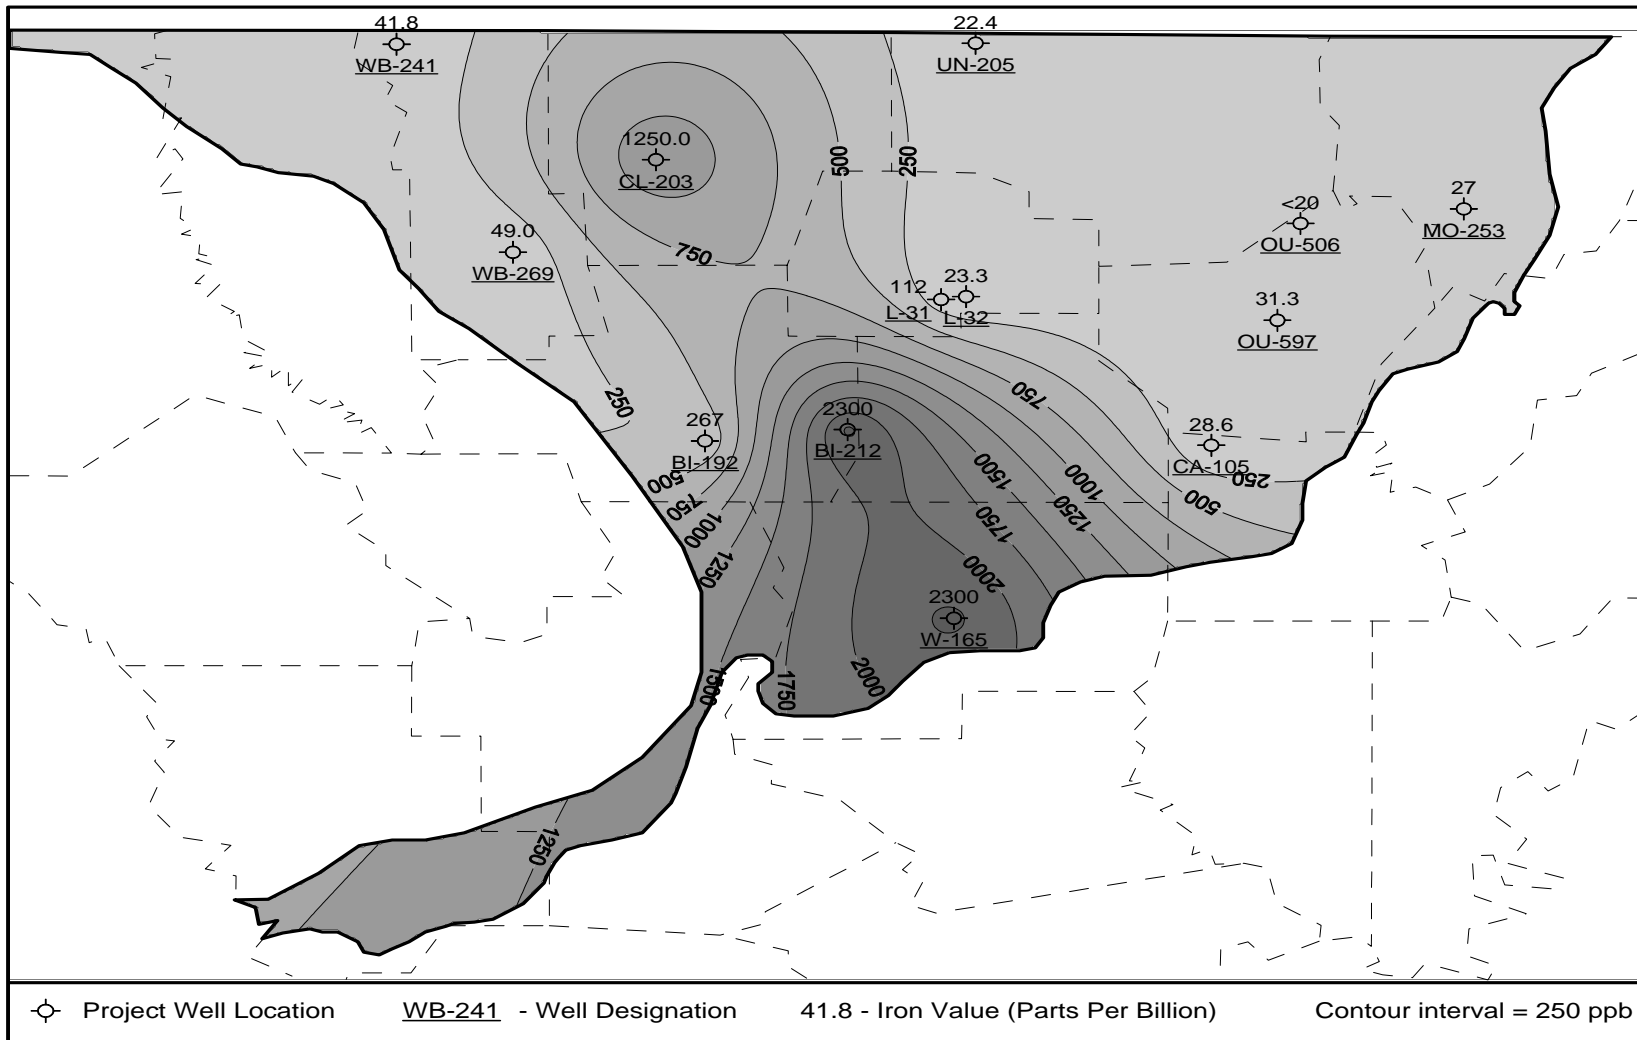 41.8
WB-241
22.4
UN-205
1250.0
CL-203
500
250
<20
OU-506
27
MO-253
49.0
WB-269
750
112
L-31
23.3
L-32
31.3
OU-597
250
750
267
BI-192
2300
BI-212
28.6
CA-105
500
750
1000
1250
1500
1000
1250
1750
250
500
2000
2300
W-165
1500
1750
2000
1250
Project Well Location WB-241 - Well Designation 41.8 - Iron Value (Parts Per Billion) Contour interval = 250 ppb